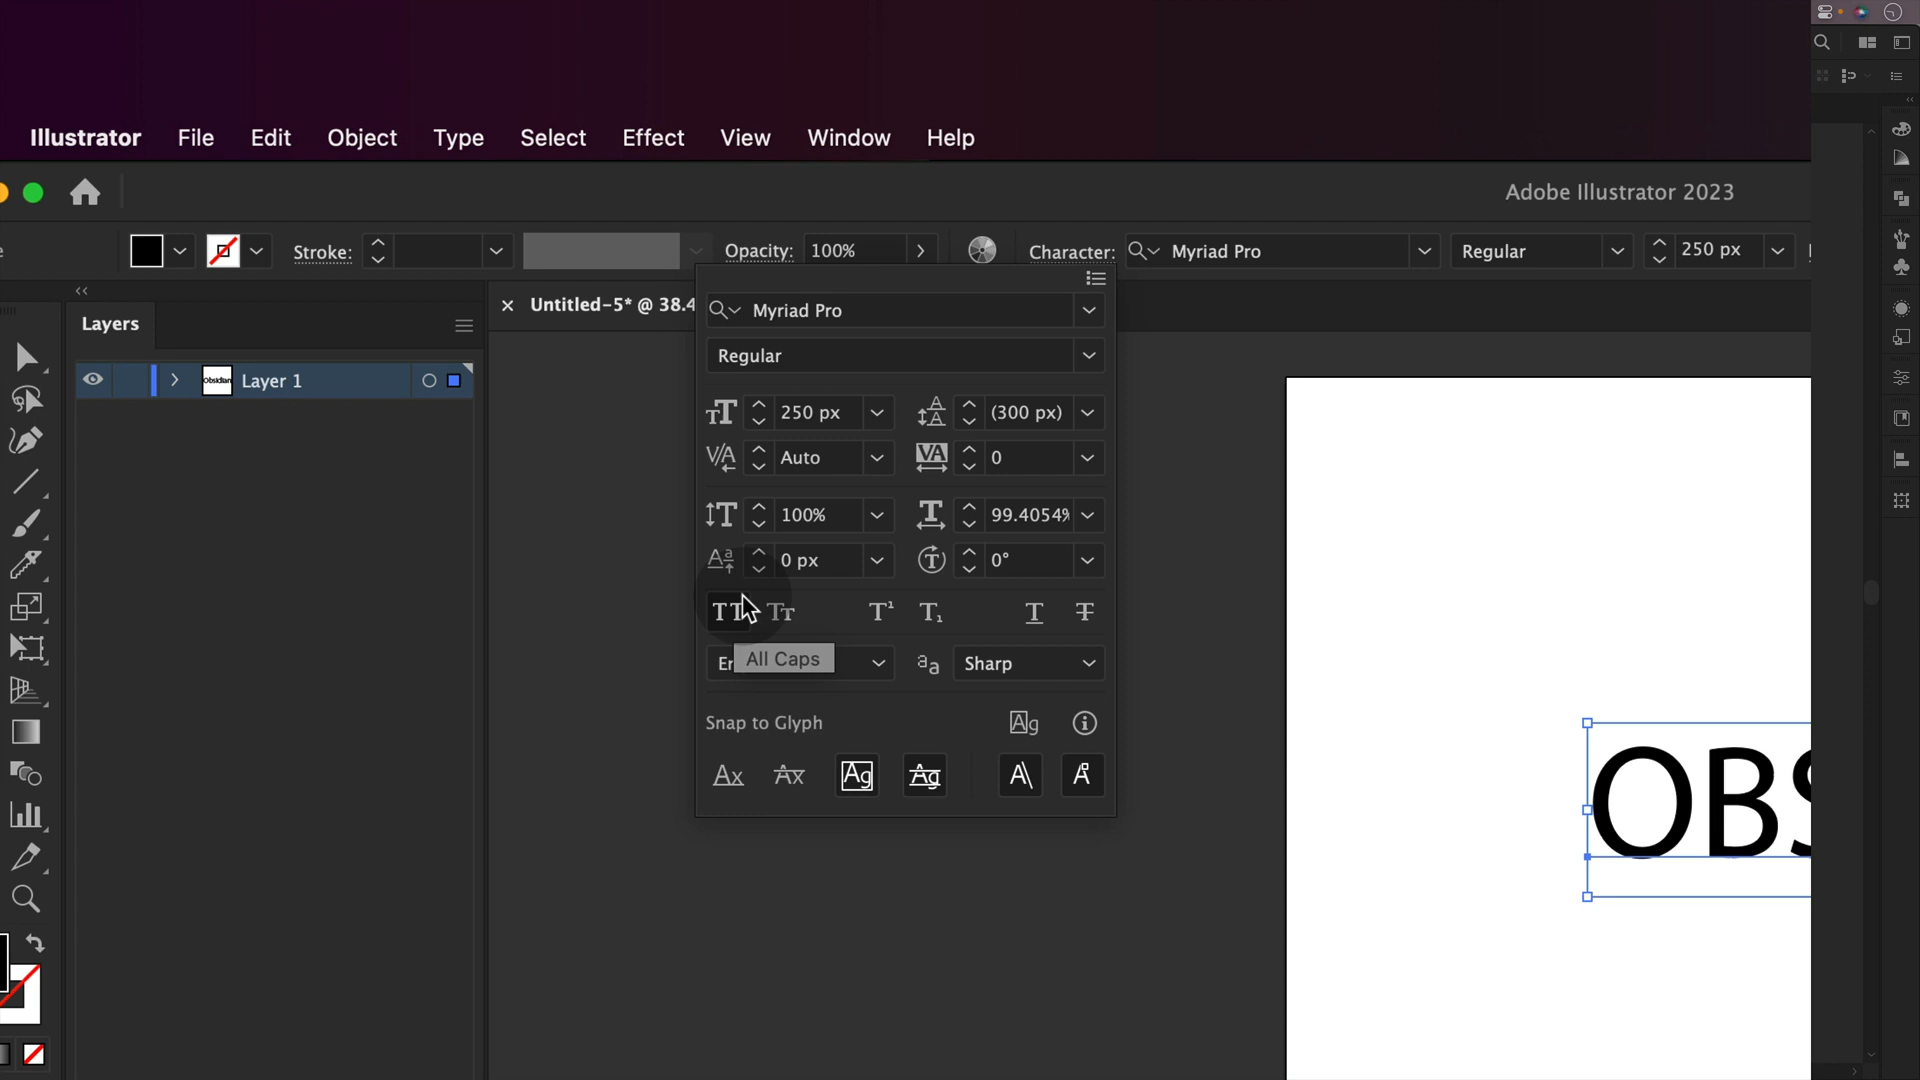 Illustrator File Edit Object Type Select Effect View Window Help
Adobe Illustrator 2023
Stroke: Opacity: 100% Character: Myriad Pro Regular 250 px
Layers
Untitled-5* @ 38.4
Myriad Pro
Regular
Obsidian Layer 1
250 px (300 px)
Auto 0
100% 99.4054%
0 px 0°
All Caps
Sharp
Snap to Glyph
OBS